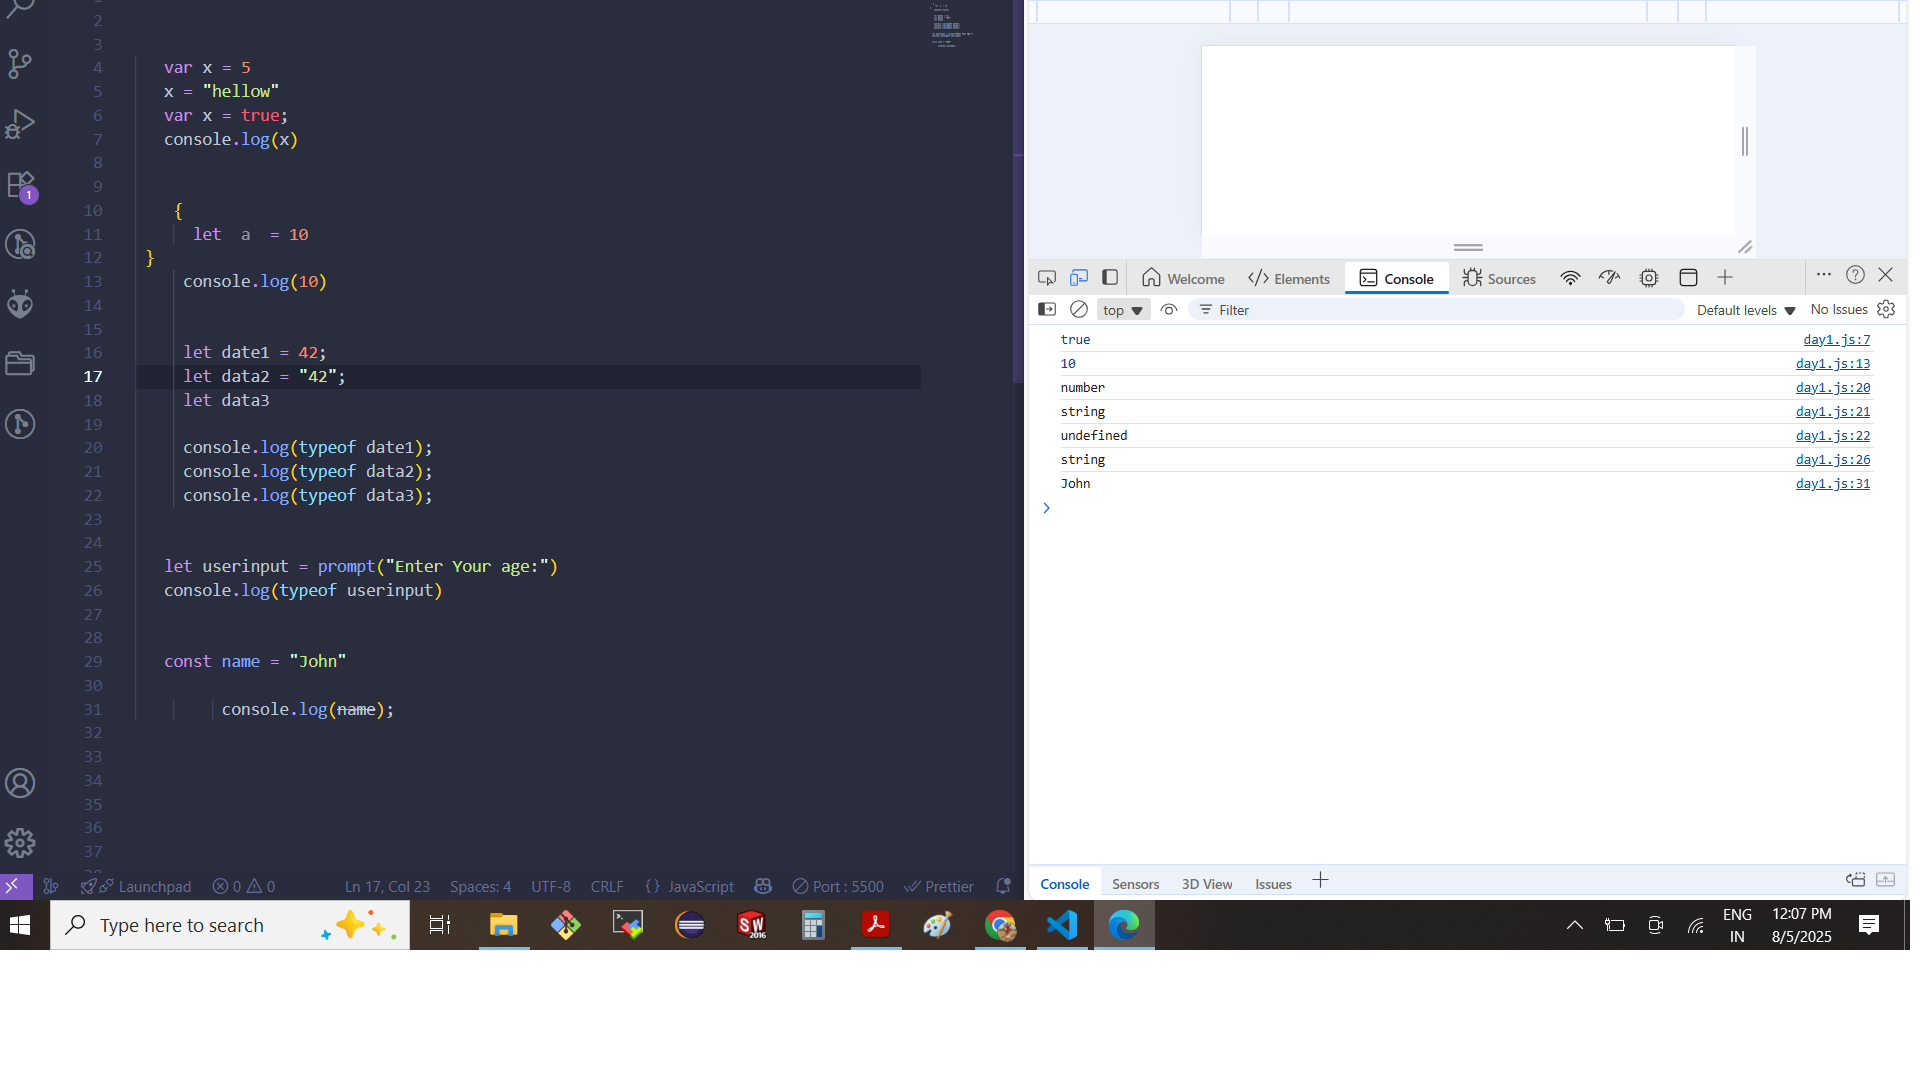 1
2
3
4 var x = 5
5 x = "hellow"
6 var x = true;
7 console.log(x)
8
9
10 {
11 let a = 10
12 }
13 console.log(10)
14
15
16 let date1 = 42;
17 let data2 = "42";
18 let data3
19
20 console.log(typeof date1);
21 console.log(typeof data2);
22 console.log(typeof data3);
23
24
25 let userinput = prompt("Enter Your age:")
26 console.log(typeof userinput)
27
28
29 const name = "John"
30
31 console.log(name);
32
33
34
35
36
37
Launchpad 0 0 Ln 17, Col 23 Spaces: 4 UTF-8 CRLF {} JavaScript Port : 5500 Prettier
Welcome Elements Console Sources
top Filter Default levels No Issues
true day1.js:7
10 day1.js:13
number day1.js:20
string day1.js:21
undefined day1.js:22
string day1.js:26
John day1.js:31
Console Sensors 3D View Issues
Type here to search
SW 2016
ENG
IN
12:07 PM
8/5/2025